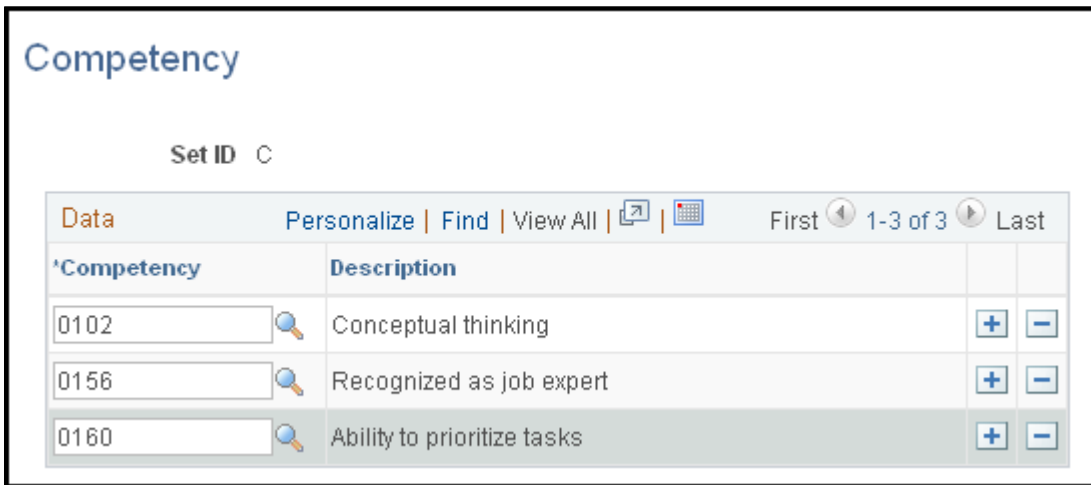 Competency
Set ID C
Data Personalize | Find | View All | | First 1-3 of 3 Last
*Competency Description
0102 Conceptual thinking
0156 Recognized as job expert
0160 Ability to prioritize tasks